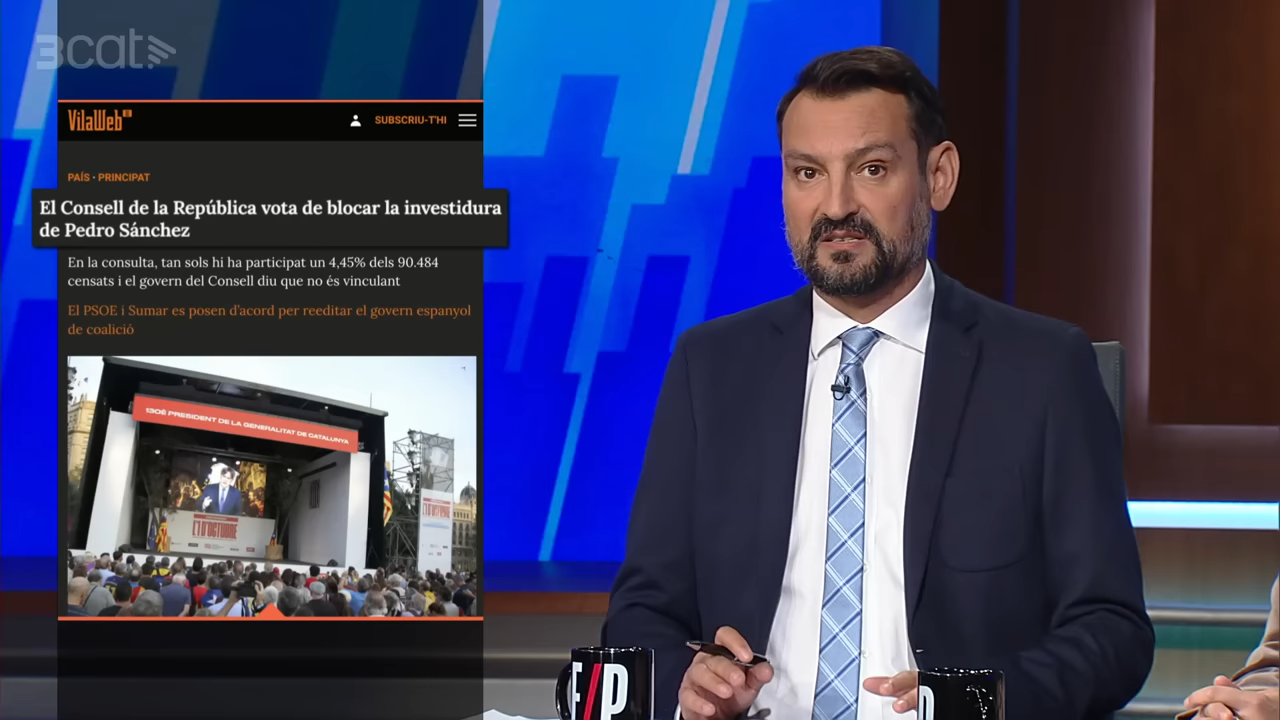 3cat
VilaWeb
SUBSCRIU-T'HI
PAÍS · PRINCIPAT
El Consell de la República vota de blocar la investidura
de Pedro Sánchez
En la consulta, tan sols hi ha participat un 4,45% dels 90.484
censats i el govern del Consell diu que no és vinculant
El PSOE i Sumar es posen d'acord per reeditar el govern espanyol
de coalició
130È PRESIDENT DE LA GENERALITAT DE CATALUNYA
L'1 D'OCTUBRE
F/P
P